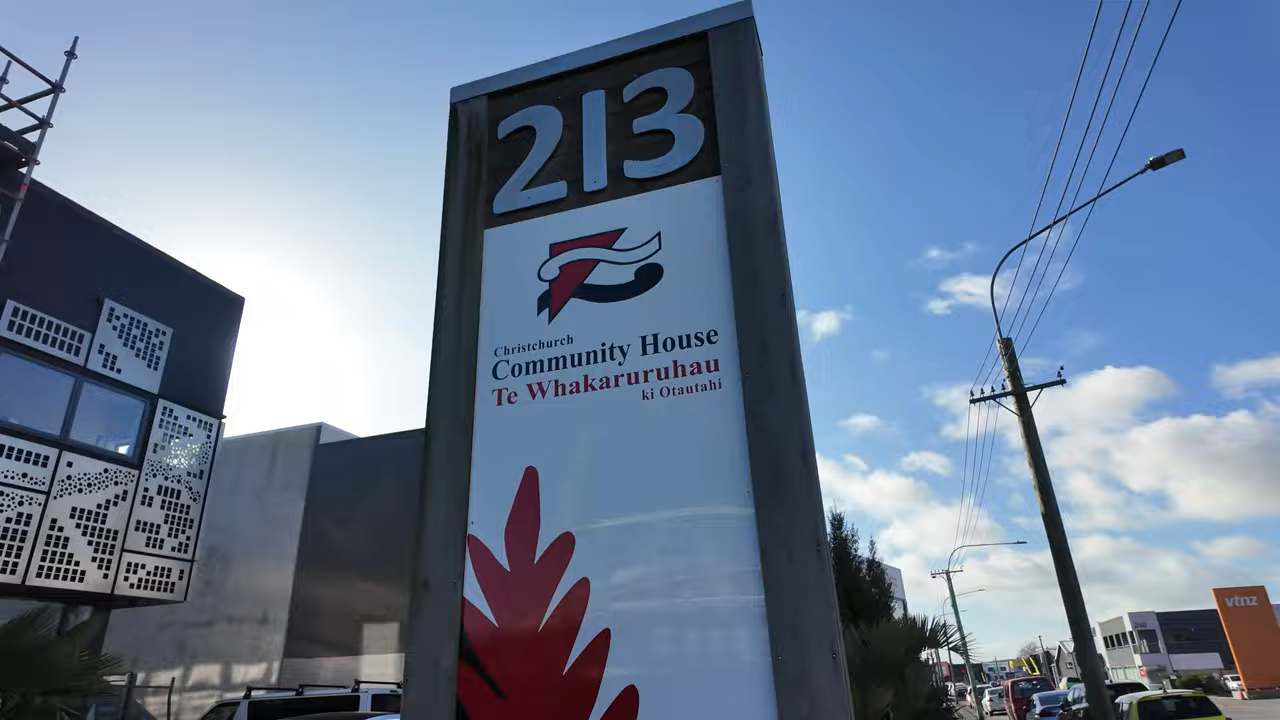 213
Christchurch
Community House
Te Whakaruruhau
ki Otautahi
vtnz